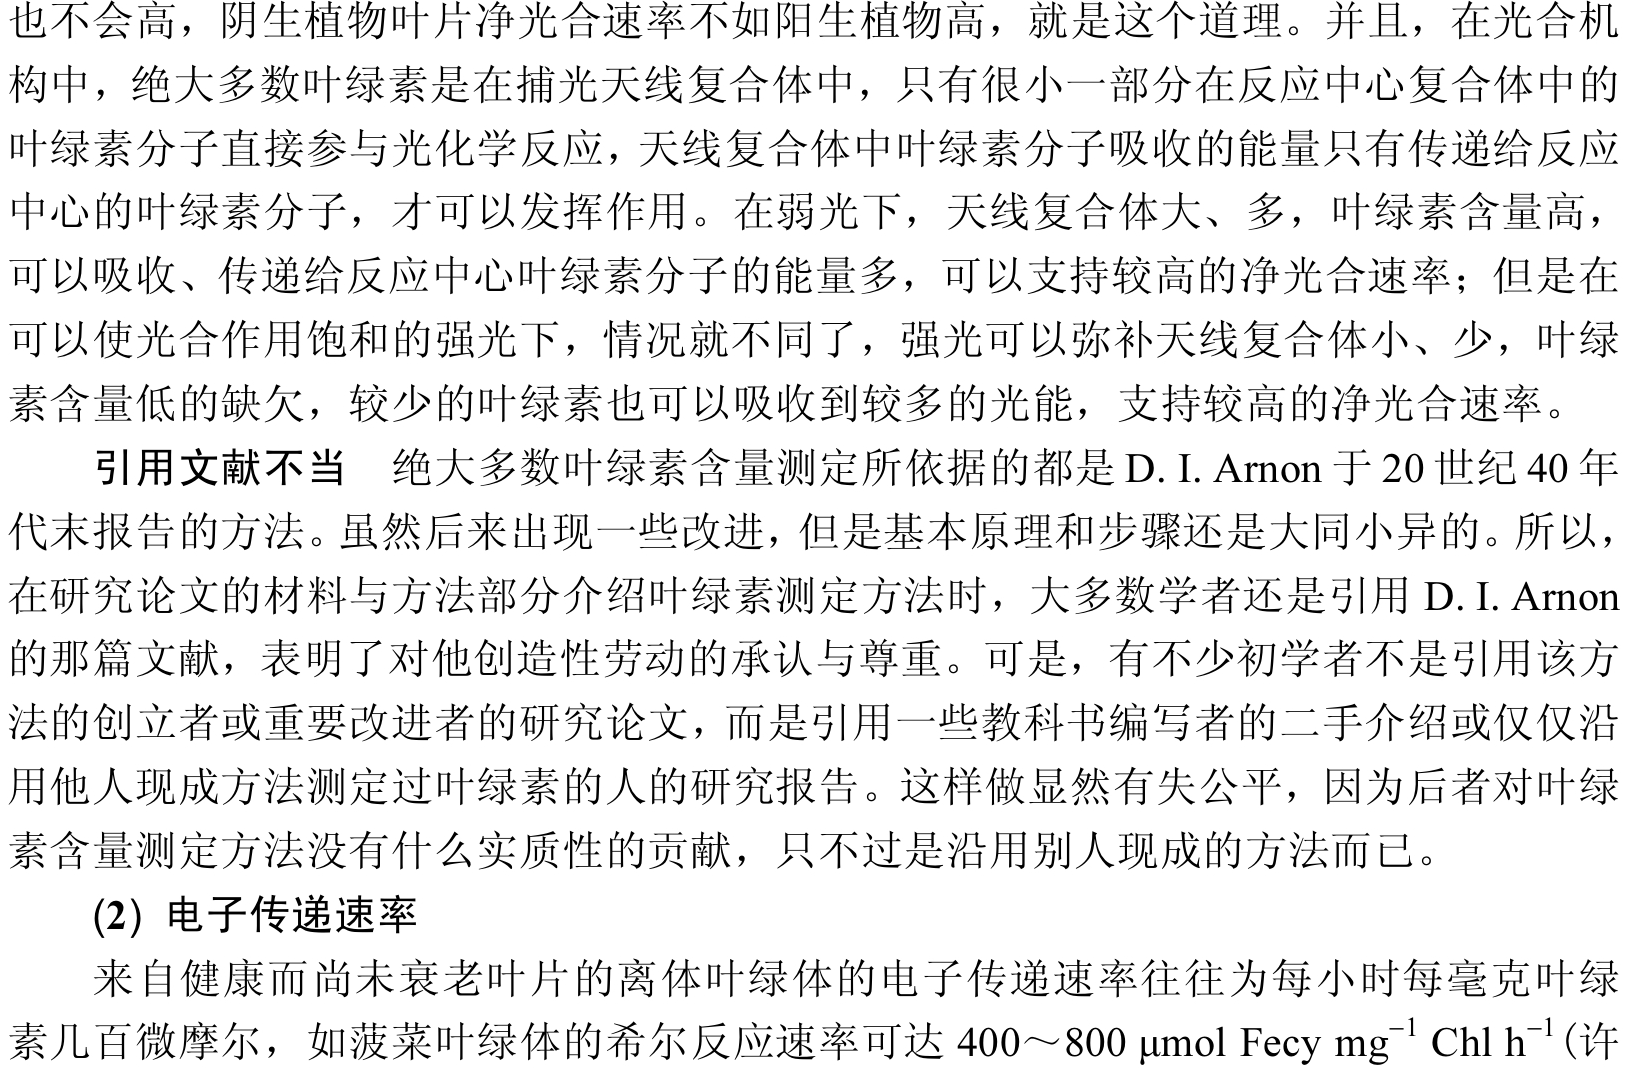 也不会高，阴生植物叶片净光合速率不如阳生植物高，就是这个道理。并且，在光合机
构中，绝大多数叶绿素是在捕光天线复合体中，只有很小一部分在反应中心复合体中的
叶绿素分子直接参与光化学反应，天线复合体中叶绿素分子吸收的能量只有传递给反应
中心的叶绿素分子，才可以发挥作用。在弱光下，天线复合体大、多，叶绿素含量高，
可以吸收、传递给反应中心叶绿素分子的能量多，可以支持较高的净光合速率；但是在
可以使光合作用饱和的强光下，情况就不同了，强光可以弥补天线复合体小、少，叶绿
素含量低的缺欠，较少的叶绿素也可以吸收到较多的光能，支持较高的净光合速率。
引用文献不当　绝大多数叶绿素含量测定所依据的都是 D. I. Arnon 于 20 世纪 40 年
代末报告的方法。虽然后来出现一些改进，但是基本原理和步骤还是大同小异的。所以，
在研究论文的材料与方法部分介绍叶绿素测定方法时，大多数学者还是引用 D. I. Arnon
的那篇文献，表明了对他创造性劳动的承认与尊重。可是，有不少初学者不是引用该方
法的创立者或重要改进者的研究论文，而是引用一些教科书编写者的二手介绍或仅仅沿
用他人现成方法测定过叶绿素的人的研究报告。这样做显然有失公平，因为后者对叶绿
素含量测定方法没有什么实质性的贡献，只不过是沿用别人现成的方法而已。
(2) 电子传递速率
来自健康而尚未衰老叶片的离体叶绿体的电子传递速率往往为每小时每毫克叶绿
素几百微摩尔，如菠菜叶绿体的希尔反应速率可达 400～800 μmol Fecy mg⁻¹ Chl h⁻¹ (许